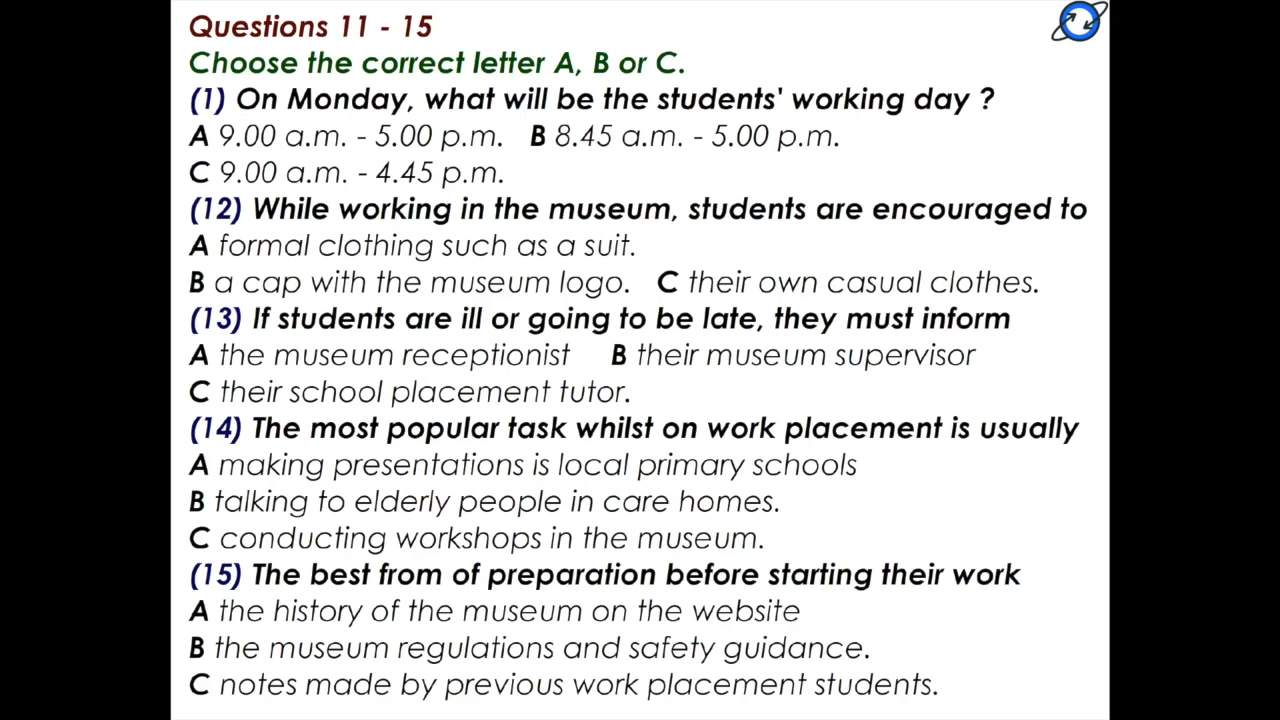 Questions 11 - 15
Choose the correct letter A, B or C.
(1) On Monday, what will be the students' working day ?
A 9.00 a.m. - 5.00 p.m. B 8.45 a.m. - 5.00 p.m.
C 9.00 a.m. - 4.45 p.m.
(12) While working in the museum, students are encouraged to
A formal clothing such as a suit.
B a cap with the museum logo. C their own casual clothes.
(13) If students are ill or going to be late, they must inform
A the museum receptionist B their museum supervisor
C their school placement tutor.
(14) The most popular task whilst on work placement is usually
A making presentations is local primary schools
B talking to elderly people in care homes.
C conducting workshops in the museum.
(15) The best from of preparation before starting their work
A the history of the museum on the website
B the museum regulations and safety guidance.
C notes made by previous work placement students.